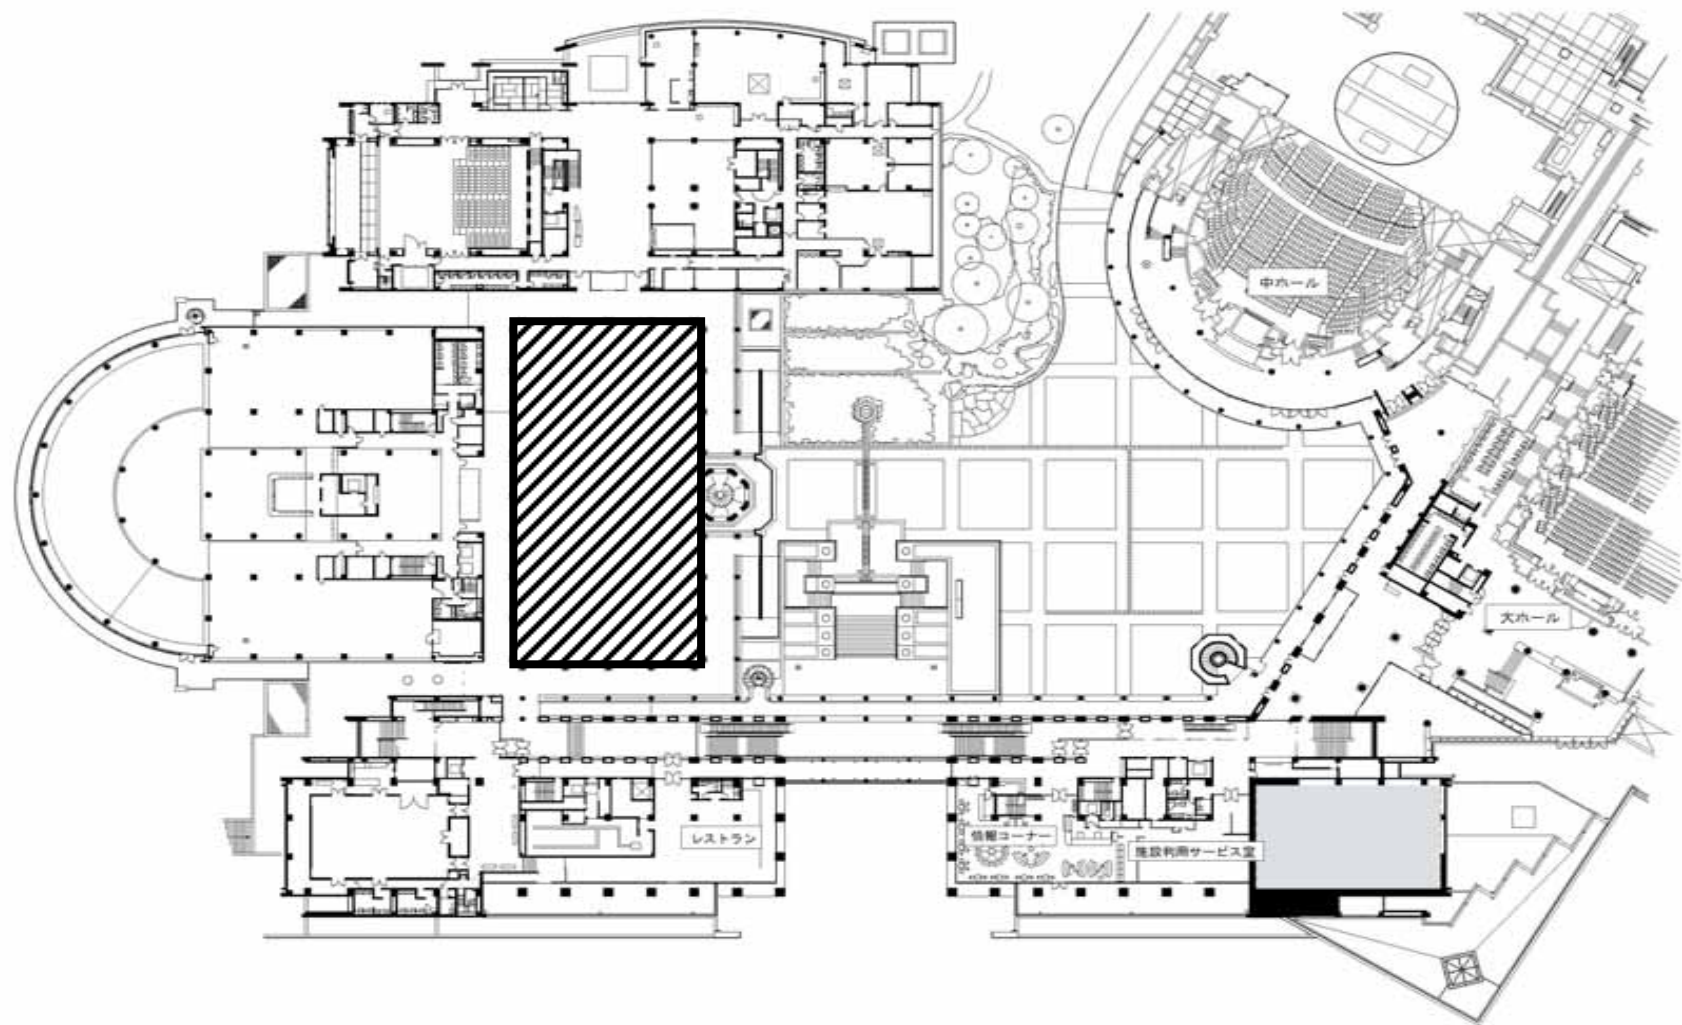 中ホール
大ホール
レストラン
情報コーナー
施設利用サービス室